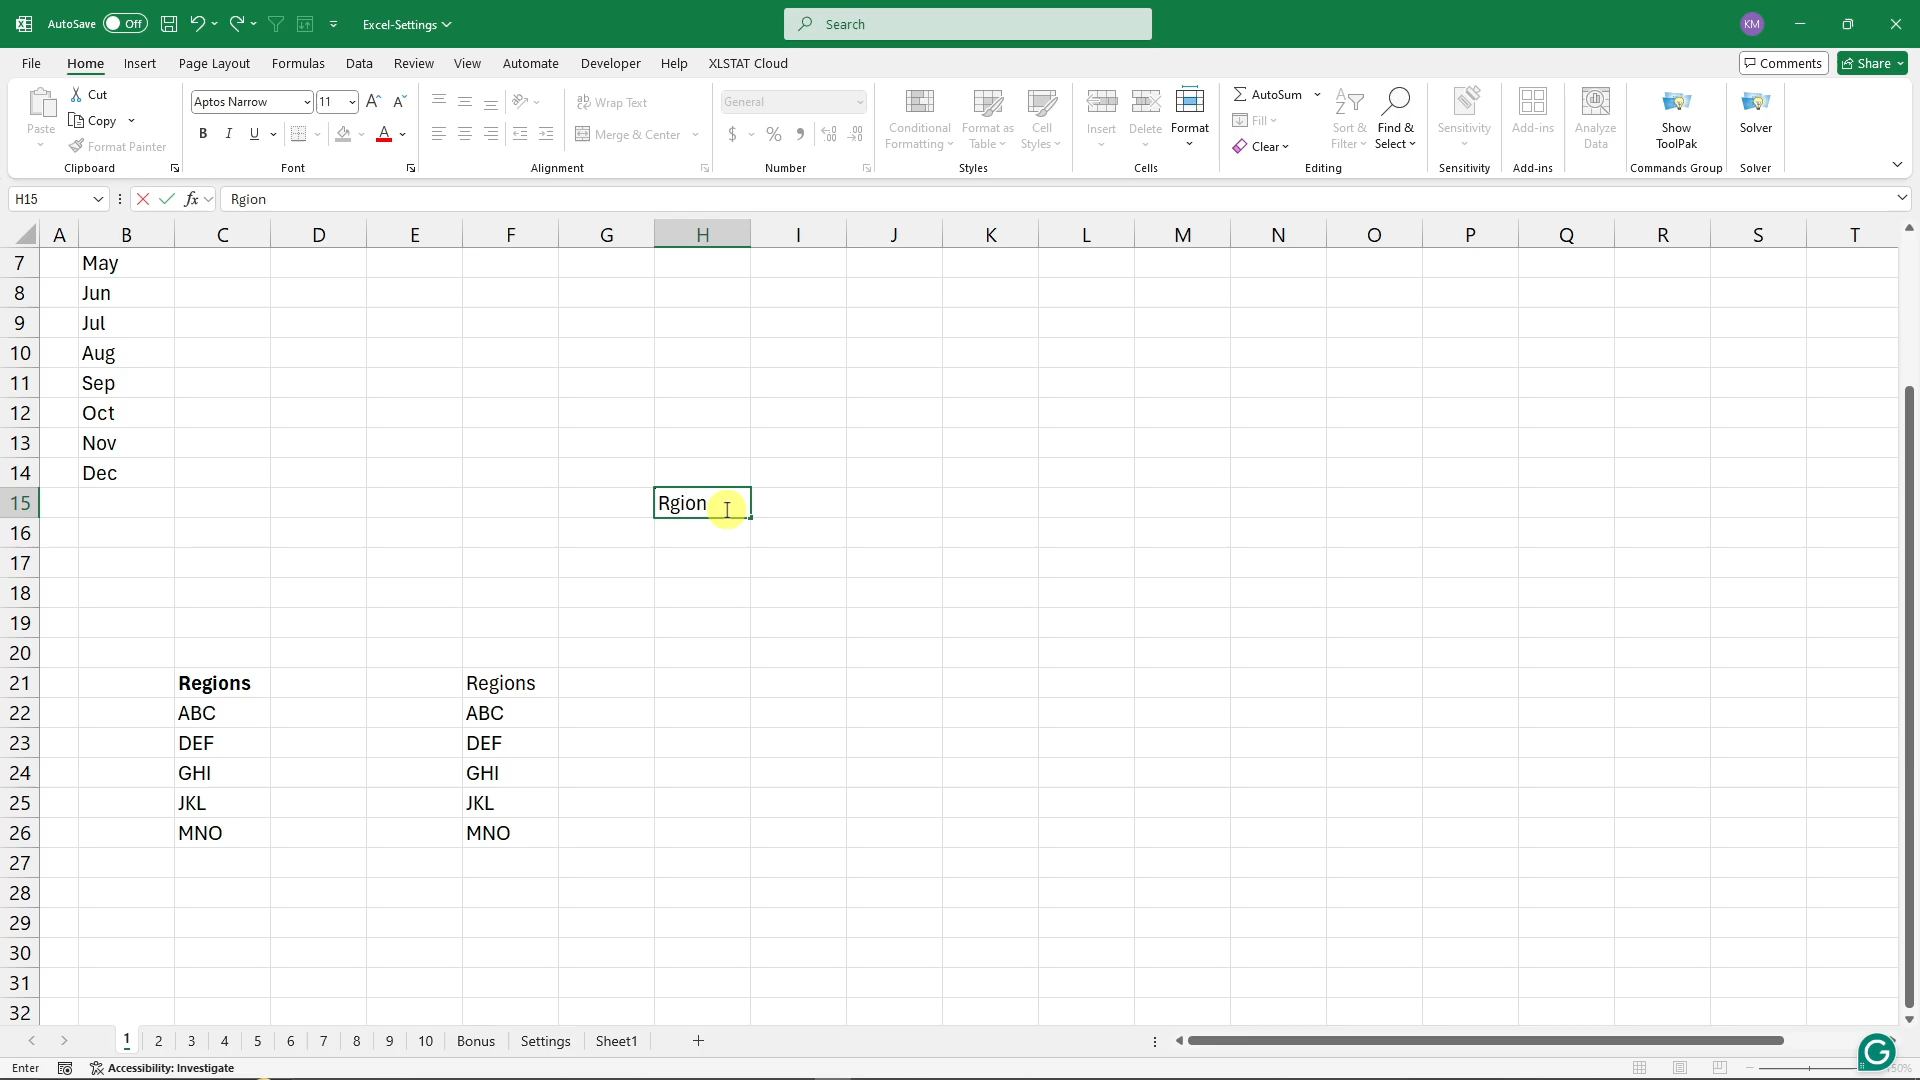 AutoSave Off Excel-Settings Search KM
File Home Insert Page Layout Formulas Data Review View Automate Developer Help XLSTAT Cloud Comments Share
Paste Cut Copy Format Painter Clipboard
Aptos Narrow 11 B I U A Font
ab Wrap Text Merge & Center Alignment
General $ % Number
Conditional Formatting Format as Table Cell Styles Styles
Insert Delete Format Cells
AutoSum Fill Clear Sort & Filter Find & Select Editing
Sensitivity Sensitivity
Add-ins Add-ins
Analyze Data
Show ToolPak Commands Group
Solver Solver
H15 fx Rgion
A B C D E F G H I J K L M N O P Q R S T
7 May
8 Jun
9 Jul
10 Aug
11 Sep
12 Oct
13 Nov
14 Dec
15 Rgion
16
17
18
19
20
21 Regions Regions
22 ABC ABC
23 DEF DEF
24 GHI GHI
25 JKL JKL
26 MNO MNO
27
28
29
30
31
32
1 2 3 4 5 6 7 8 9 10 Bonus Settings Sheet1
Enter Accessibility: Investigate